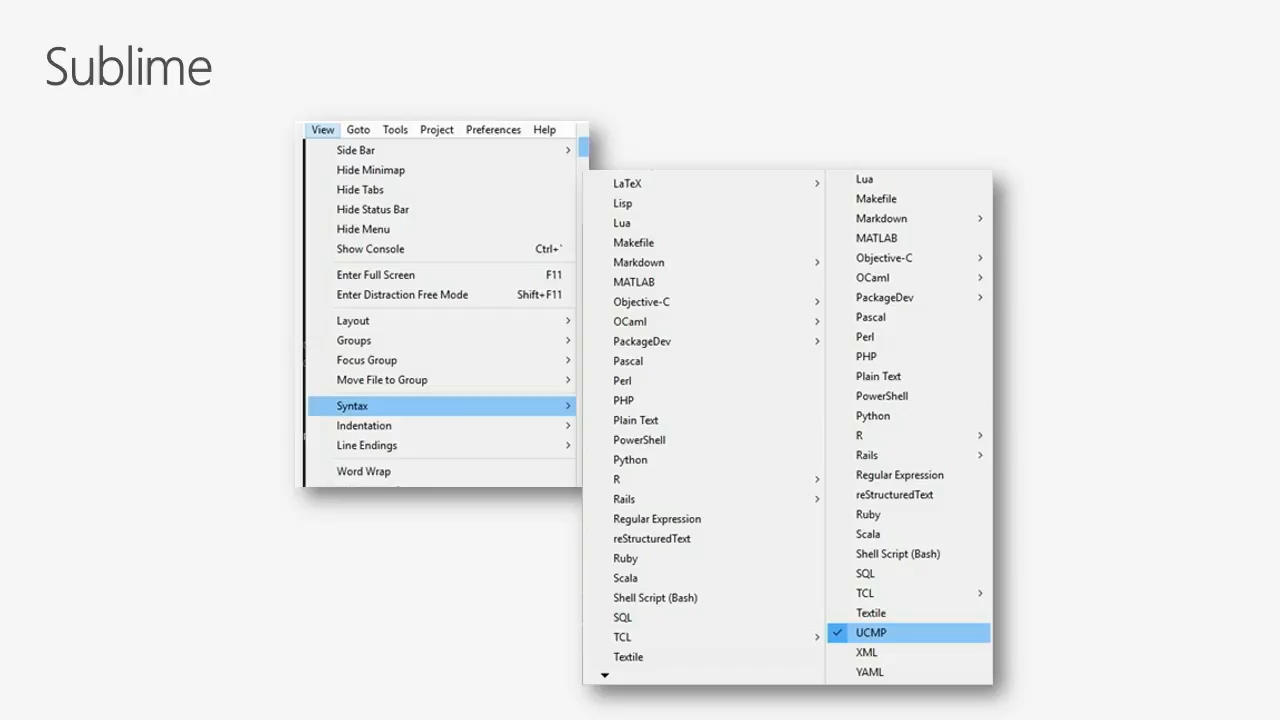 Sublime
View Goto Tools Project Preferences Help
Side Bar
Hide Minimap
Hide Tabs
Hide Status Bar
Hide Menu
Show Console Ctrl+`
Enter Full Screen F11
Enter Distraction Free Mode Shift+F11
Layout
Groups
Focus Group
Move File to Group
Syntax
Indentation
Line Endings
Word Wrap
LaTeX
Lisp
Lua
Makefile
Markdown
MATLAB
Objective-C
OCaml
PackageDev
Pascal
Perl
PHP
Plain Text
PowerShell
Python
R
Rails
Regular Expression
reStructuredText
Ruby
Scala
Shell Script (Bash)
SQL
TCL
Textile
Lua
Makefile
Markdown
MATLAB
Objective-C
OCaml
PackageDev
Pascal
Perl
PHP
Plain Text
PowerShell
Python
R
Rails
Regular Expression
reStructuredText
Ruby
Scala
Shell Script (Bash)
SQL
TCL
Textile
UCMP
XML
YAML